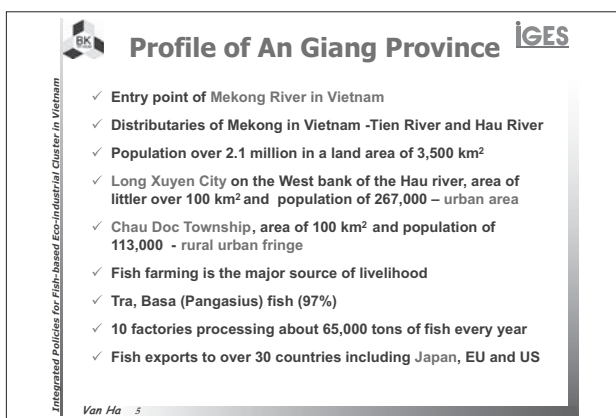 BK
Profile of An Giang Province
IGES
Integrated Policies for Fish-based Eco-industrial Cluster in Vietnam
✓ Entry point of Mekong River in Vietnam
✓ Distributaries of Mekong in Vietnam -Tien River and Hau River
✓ Population over 2.1 million in a land area of 3,500 km²
✓ Long Xuyen City on the West bank of the Hau river, area of
littler over 100 km² and population of 267,000 – urban area
✓ Chau Doc Township, area of 100 km² and population of
113,000 - rural urban fringe
✓ Fish farming is the major source of livelihood
✓ Tra, Basa (Pangasius) fish (97%)
✓ 10 factories processing about 65,000 tons of fish every year
✓ Fish exports to over 30 countries including Japan, EU and US
Van Ha 5